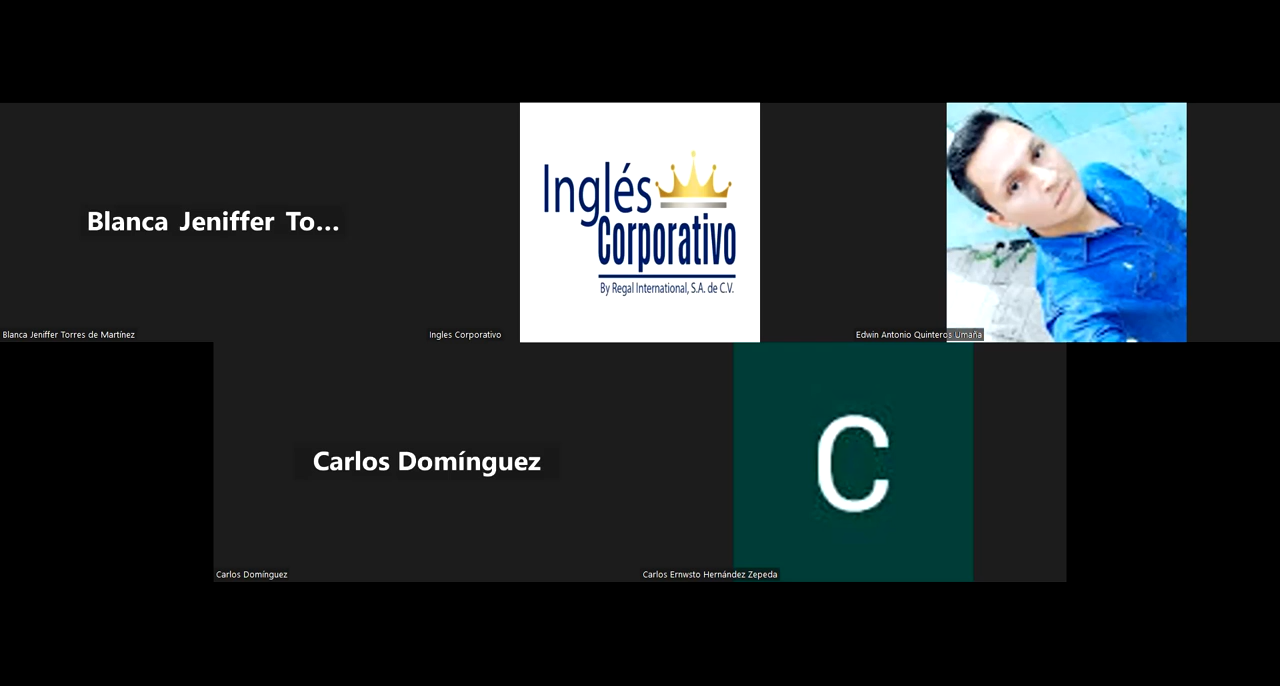 Blanca Jeniffer To...
Blanca Jeniffer Torres de Martínez
Inglés
Corporativo
By Regal International, S.A. de C.V.
Ingles Corporativo
Edwin Antonio Quinteros Umaña
Carlos Domínguez
Carlos Domínguez
C
Carlos Ernwsto Hernández Zepeda